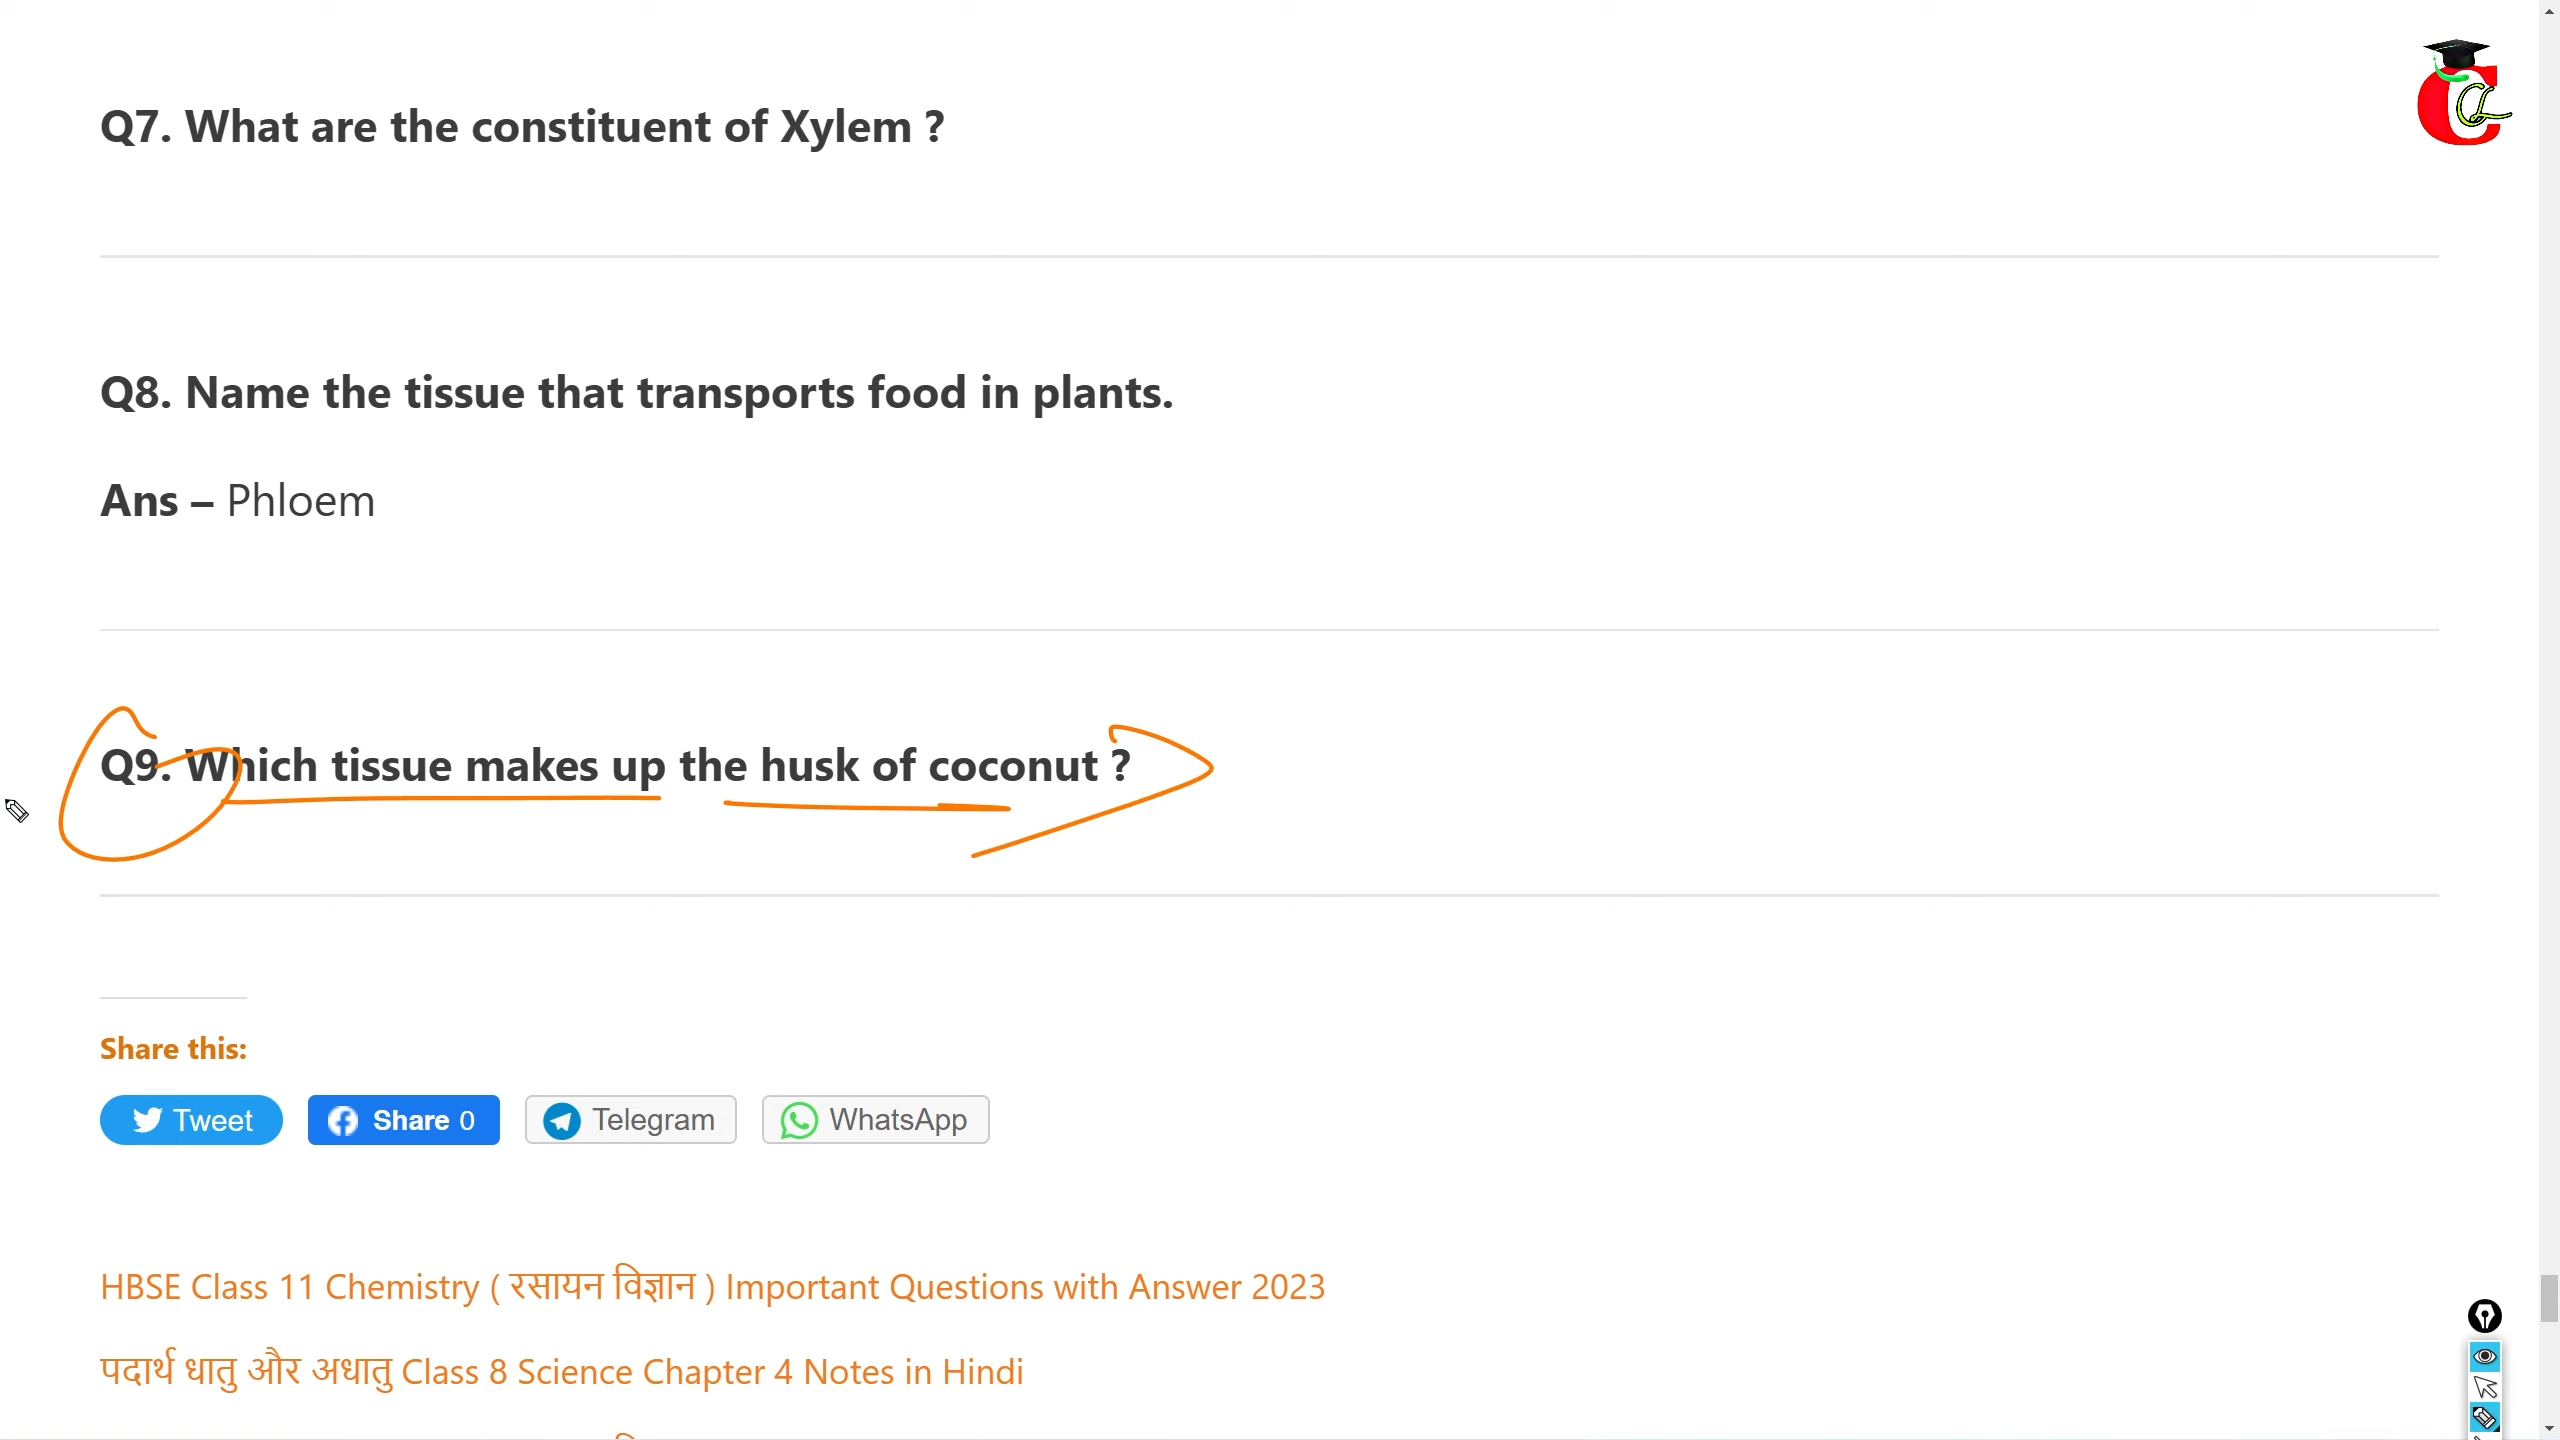 Q7. What are the constituent of Xylem ?
Q8. Name the tissue that transports food in plants.
Ans – Phloem
Q9. Which tissue makes up the husk of coconut ?
Share this:
Tweet Share 0 Telegram WhatsApp
HBSE Class 11 Chemistry ( रसायन विज्ञान ) Important Questions with Answer 2023
पदार्थ धातु और अधातु Class 8 Science Chapter 4 Notes in Hindi